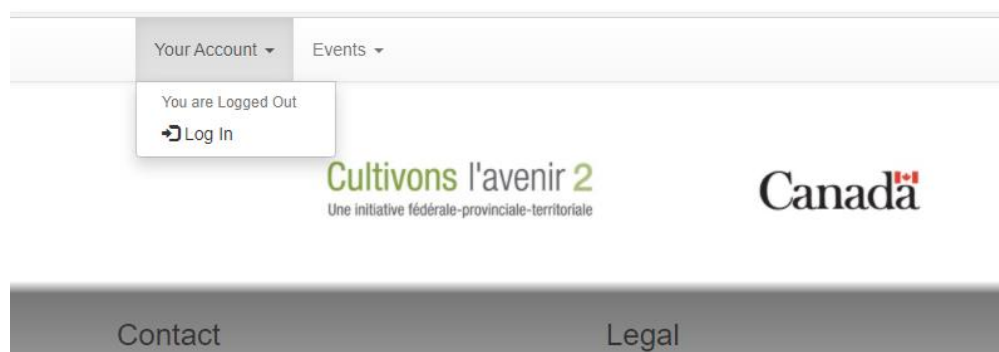 Your Account Events
You are Logged Out
Log In
Cultivons l'avenir 2
Une initiative fédérale-provinciale-territoriale
Canada
Contact Legal